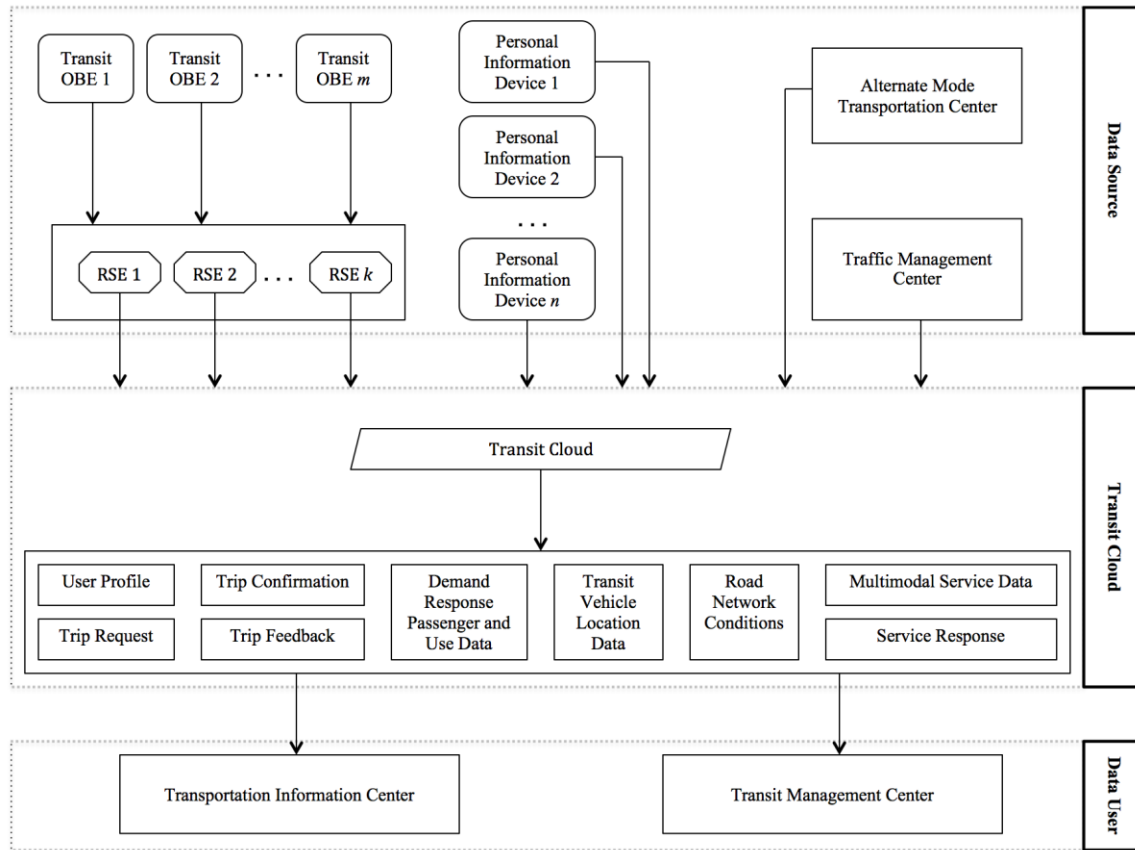 Transit
OBE 1
Transit
OBE 2
. . .
Transit
OBE m
Personal
Information
Device 1
Alternate Mode
Transportation Center
Personal
Information
Device 2
. . .
Personal
Information
Device n
Traffic Management
Center
RSE 1
RSE 2
. . .
RSE k
Data Source
Transit Cloud
User Profile
Trip Request
Trip Confirmation
Trip Feedback
Demand
Response
Passenger and
Use Data
Transit
Vehicle
Location
Data
Road
Network
Conditions
Multimodal Service Data
Service Response
Transit Cloud
Transportation Information Center
Transit Management Center
Data User